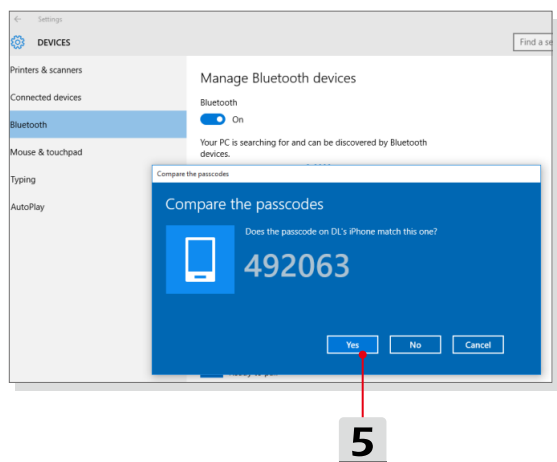 Settings
DEVICES
Find a se
Printers & scanners
Connected devices
Bluetooth
Mouse & touchpad
Typing
AutoPlay
Manage Bluetooth devices
Bluetooth
On
Your PC is searching for and can be discovered by Bluetooth
devices.
Compare the passcodes
Compare the passcodes
Does the passcode on DL's iPhone match this one?
492063
Yes No Cancel
5